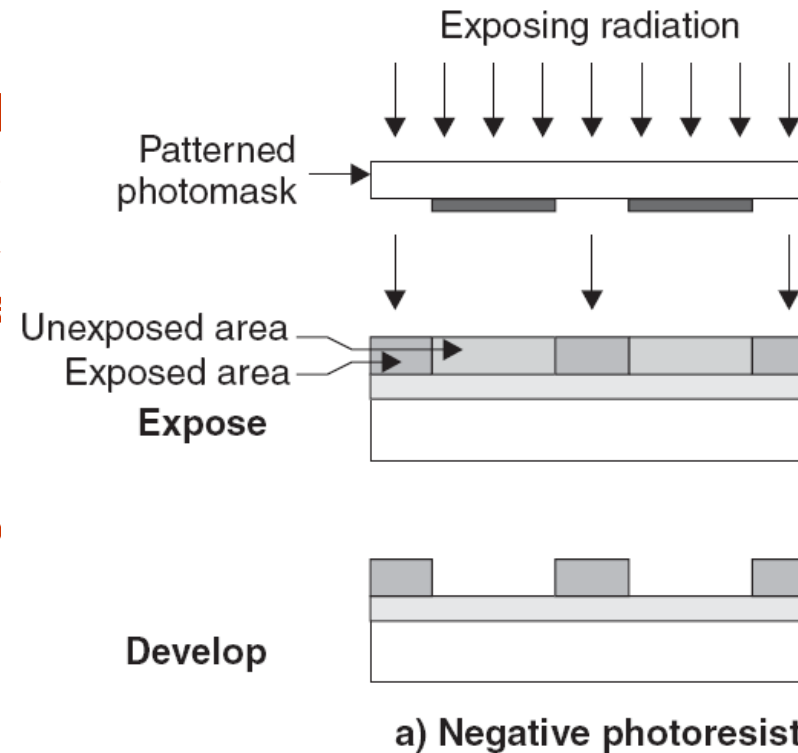 Exposing radiation
Patterned
photomask
Unexposed area
Exposed area
Expose
Develop
a) Negative photoresist